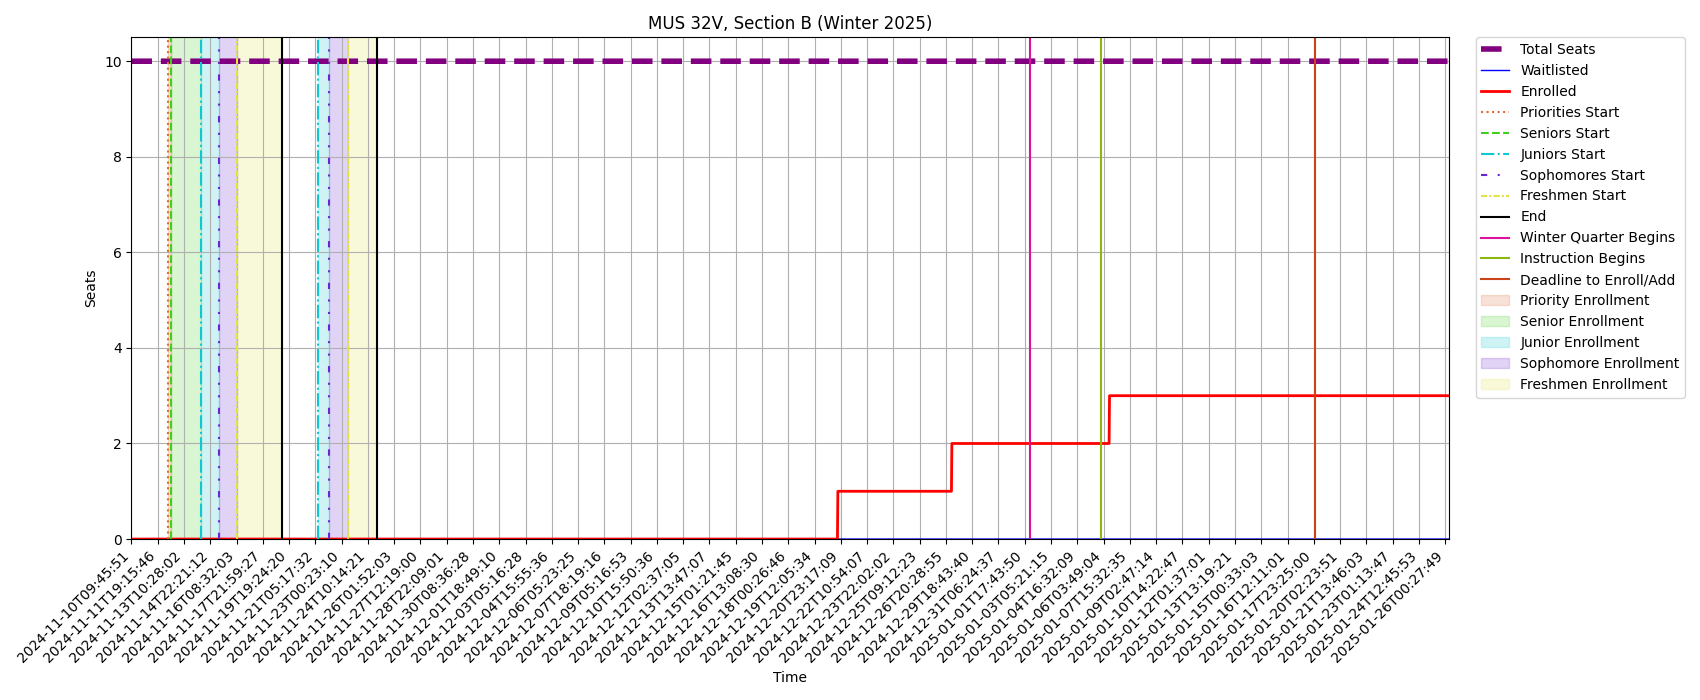 MUS 32V, Section B (Winter 2025)
Seats
10
8
6
4
2
0
2024-11-10T09:45:51
2024-11-11T19:15:46
2024-11-13T10:28:02
2024-11-14T22:21:12
2024-11-16T08:32:03
2024-11-17T21:59:27
2024-11-19T19:24:20
2024-11-21T05:17:32
2024-11-23T00:23:10
2024-11-24T10:14:21
2024-11-26T01:52:03
2024-11-27T12:19:00
2024-11-28T22:09:01
2024-11-30T08:36:28
2024-12-01T18:49:10
2024-12-03T05:16:28
2024-12-04T15:55:36
2024-12-06T05:23:25
2024-12-07T18:19:16
2024-12-09T05:16:53
2024-12-10T15:50:36
2024-12-12T02:37:05
2024-12-13T13:47:07
2024-12-15T01:21:45
2024-12-16T13:08:30
2024-12-18T00:26:46
2024-12-19T12:05:34
2024-12-20T23:17:09
2024-12-22T10:54:07
2024-12-23T22:02:02
2024-12-25T09:12:23
2024-12-26T20:28:55
2024-12-29T18:43:40
2024-12-31T06:24:37
2025-01-01T17:43:50
2025-01-03T05:21:15
2025-01-04T16:32:09
2025-01-06T03:49:04
2025-01-07T15:32:35
2025-01-09T02:47:14
2025-01-10T14:22:47
2025-01-12T01:37:01
2025-01-13T13:19:21
2025-01-15T00:33:03
2025-01-16T12:11:01
2025-01-17T23:25:00
2025-01-20T02:23:51
2025-01-21T13:46:03
2025-01-23T01:13:47
2025-01-24T12:45:53
2025-01-26T00:27:49
Time
Total Seats
Waitlisted
Enrolled
Priorities Start
Seniors Start
Juniors Start
Sophomores Start
Freshmen Start
End
Winter Quarter Begins
Instruction Begins
Deadline to Enroll/Add
Priority Enrollment
Senior Enrollment
Junior Enrollment
Sophomore Enrollment
Freshmen Enrollment